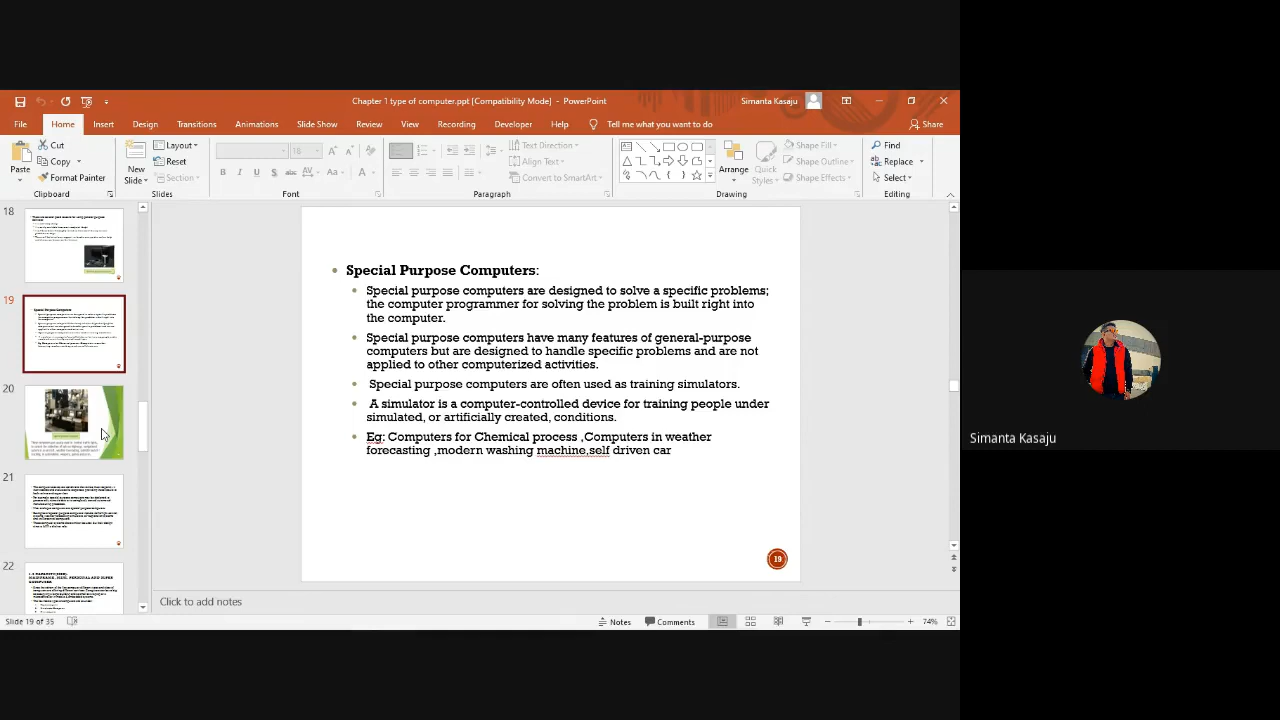 Chapter 1 type of computer.ppt [Compatibility Mode] - PowerPoint
Simanta Kasaju
File Home Insert Design Transitions Animations Slide Show Review View Recording Developer Help Tell me what you want to do
Share
Paste
Cut
Copy
Format Painter
Clipboard
New
Slide
Layout
Reset
Section
Slides
18
B I U S abc AV Aa A
Font
Text Direction
Align Text
Convert to SmartArt
Paragraph
Arrange
Quick
Styles
Shape Fill
Shape Outline
Shape Effects
Drawing
Find
Replace
Select
Editing
18
19
20
21
22
Special Purpose Computers:
Special purpose computers are designed to solve a specific problems;
the computer programmer for solving the problem is built right into
the computer.
Special purpose computers have many features of general-purpose
computers but are designed to handle specific problems and are not
applied to other computerized activities.
Special purpose computers are often used as training simulators.
A simulator is a computer-controlled device for training people under
simulated, or artificially created, conditions.
Eg: Computers for Chemical process ,Computers in weather
forecasting ,modern washing machine,self driven car
19
Click to add notes
Slide 19 of 35
Notes
Comments
74%
Simanta Kasaju